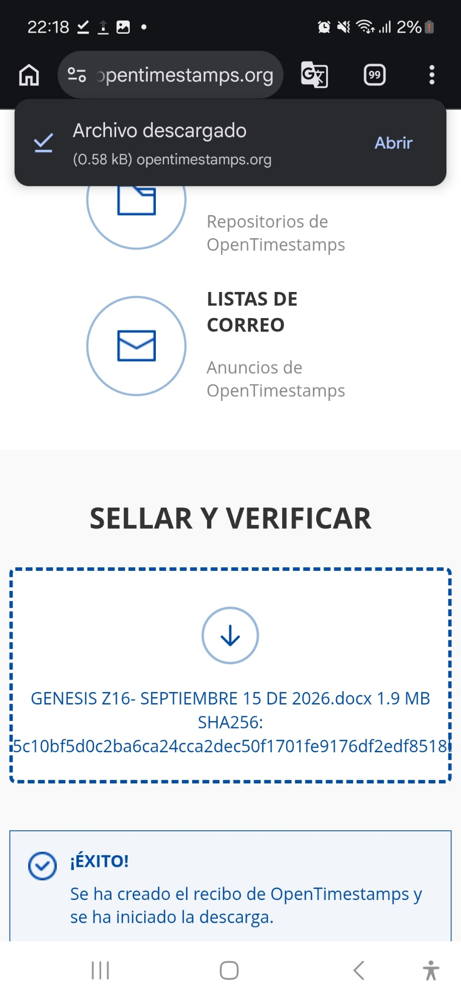 22:18
2%
opentimestamps.org
99
Archivo descargado
Abrir
(0.58 kB) opentimestamps.org
Repositorios de
OpenTimestamps
LISTAS DE
CORREO
Anuncios de
OpenTimestamps
SELLAR Y VERIFICAR
GENESIS Z16- SEPTIEMBRE 15 DE 2026.docx 1.9 MB
SHA256:
5c10bf5d0c2ba6ca24cca2dec50f1701fe9176df2edf8518
¡ÉXITO!
Se ha creado el recibo de OpenTimestamps y
se ha iniciado la descarga.